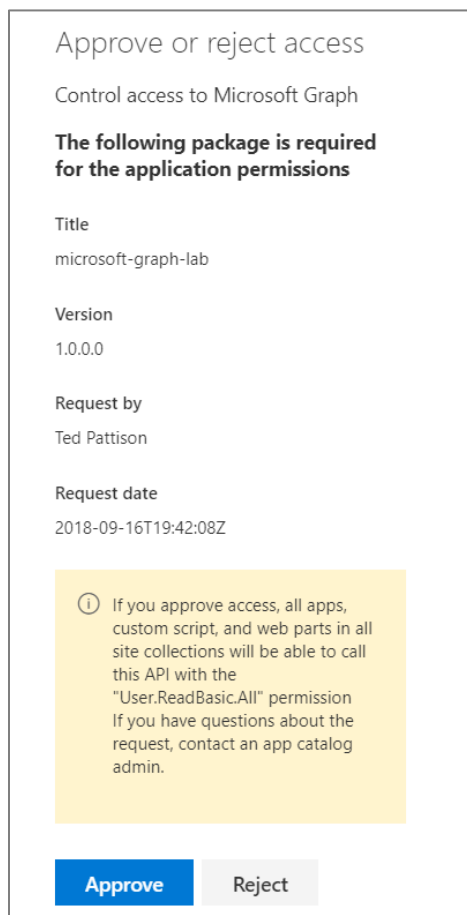 Approve or reject access
Control access to Microsoft Graph
The following package is required
for the application permissions
Title
microsoft-graph-lab
Version
1.0.0.0
Request by
Ted Pattison
Request date
2018-09-16T19:42:08Z
If you approve access, all apps,
custom script, and web parts in all
site collections will be able to call
this API with the
"User.ReadBasic.All" permission
If you have questions about the
request, contact an app catalog
admin.
Approve Reject